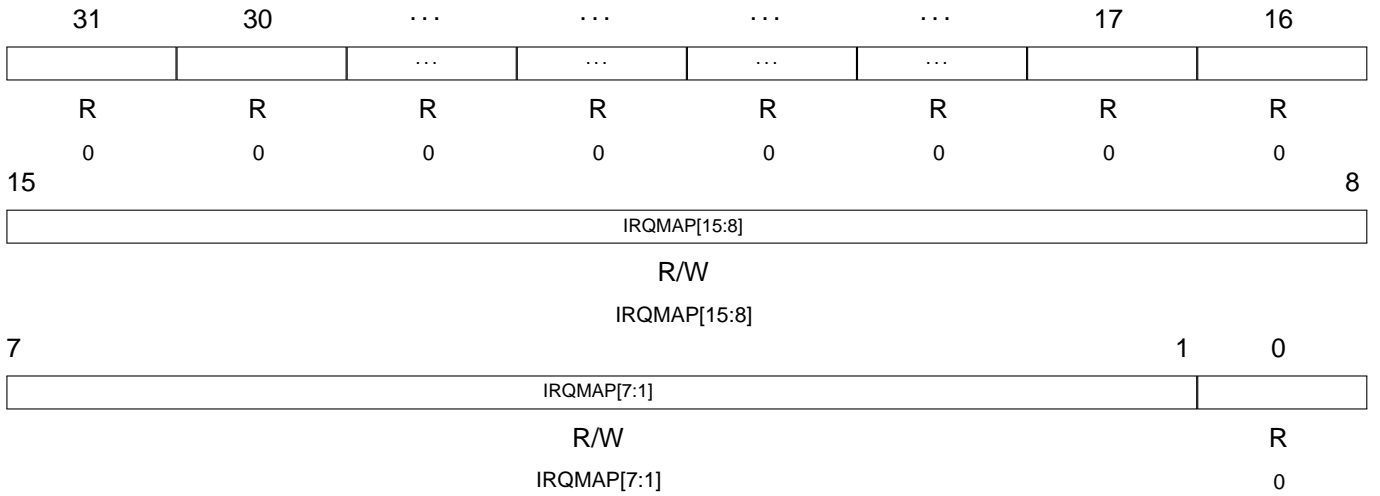 31 30 ... ... ... ... 17 16
... ... ... ...
R R R R R R R R
0 0 0 0 0 0 0 0
15 8
IRQMAP[15:8]
R/W
IRQMAP[15:8]
7 1 0
IRQMAP[7:1]
R/W R
IRQMAP[7:1] 0